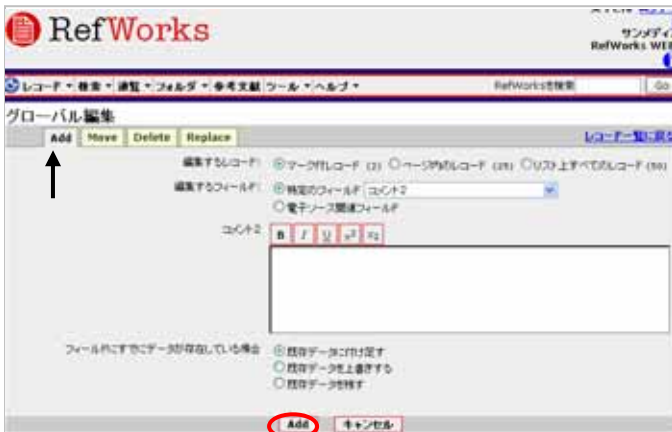 RefWorks
サンメディ
RefWorks WEB
レコード 検索 通覧 フォルダ 参考文献 ツール ヘルプ RefWorksを検索 Go
グローバル編集
Add Move Delete Replace レコード一覧に戻
編集するレコード: マーク付レコード (2) ページ内のレコード (25) リスト上すべてのレコード (50)
編集するフィールド: 特定のフィールド コメント2
電子ソース関連フィールド
コメント2 B I U x² x₂
フィールドにすでにデータが存在している場合 既存データに付け足す
既存データを上書きする
既存データを残す
Add キャンセル